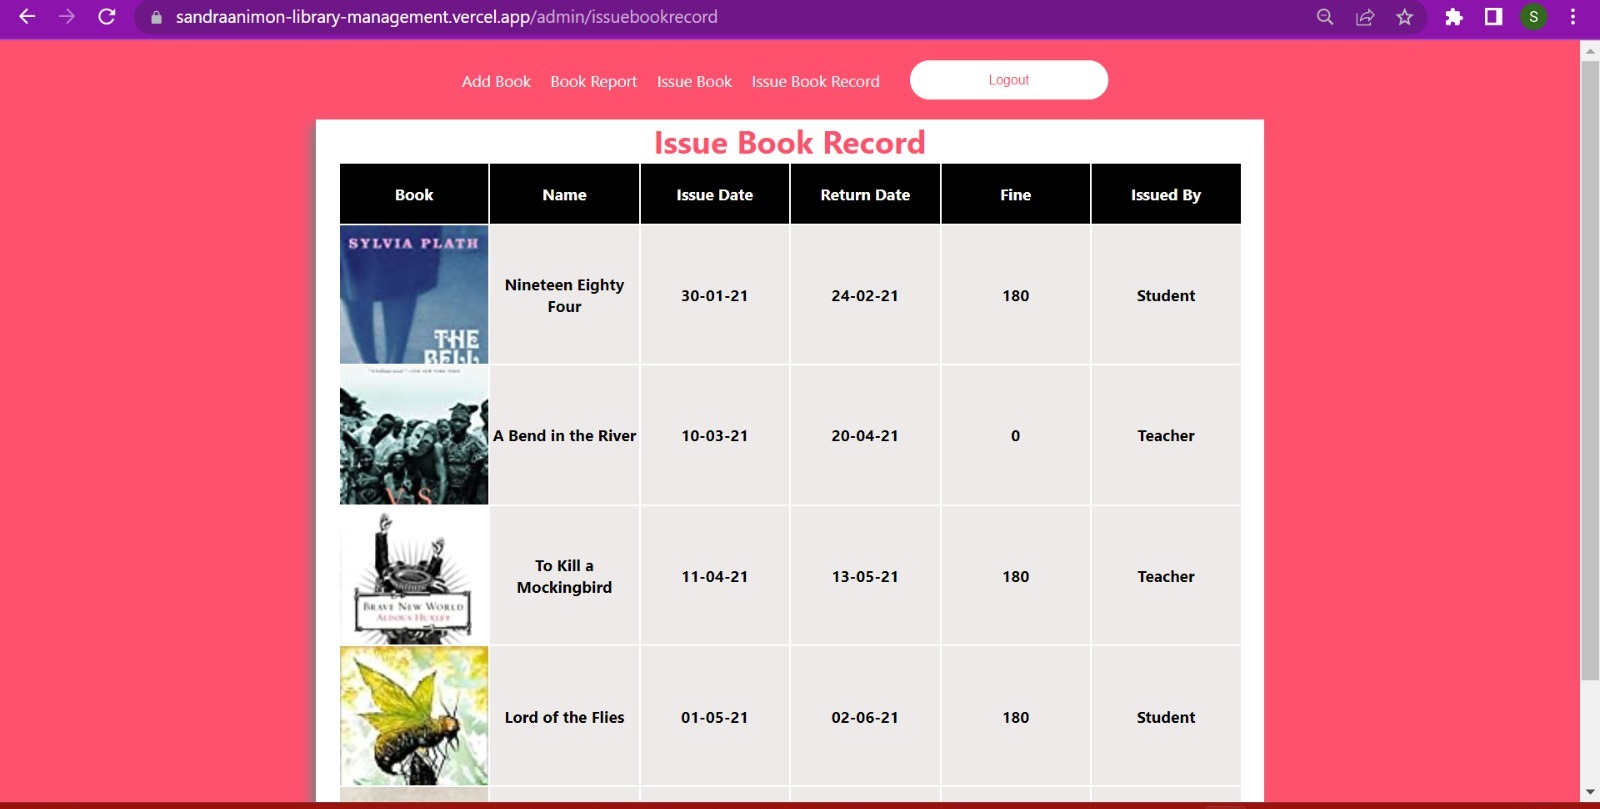 sandraanimon-library-management.vercel.app/admin/issuebookrecord
S
Add Book Book Report Issue Book Issue Book Record Logout
Issue Book Record
Book Name Issue Date Return Date Fine Issued By
SYLVIA PLATH
THE
BELL
Nineteen Eighty
Four
30-01-21 24-02-21 180 Student
V. S.
A Bend in the River 10-03-21 20-04-21 0 Teacher
BRAVE NEW WORLD
ALDOUS HUXLEY
To Kill a
Mockingbird
11-04-21 13-05-21 180 Teacher
Lord of the Flies 01-05-21 02-06-21 180 Student